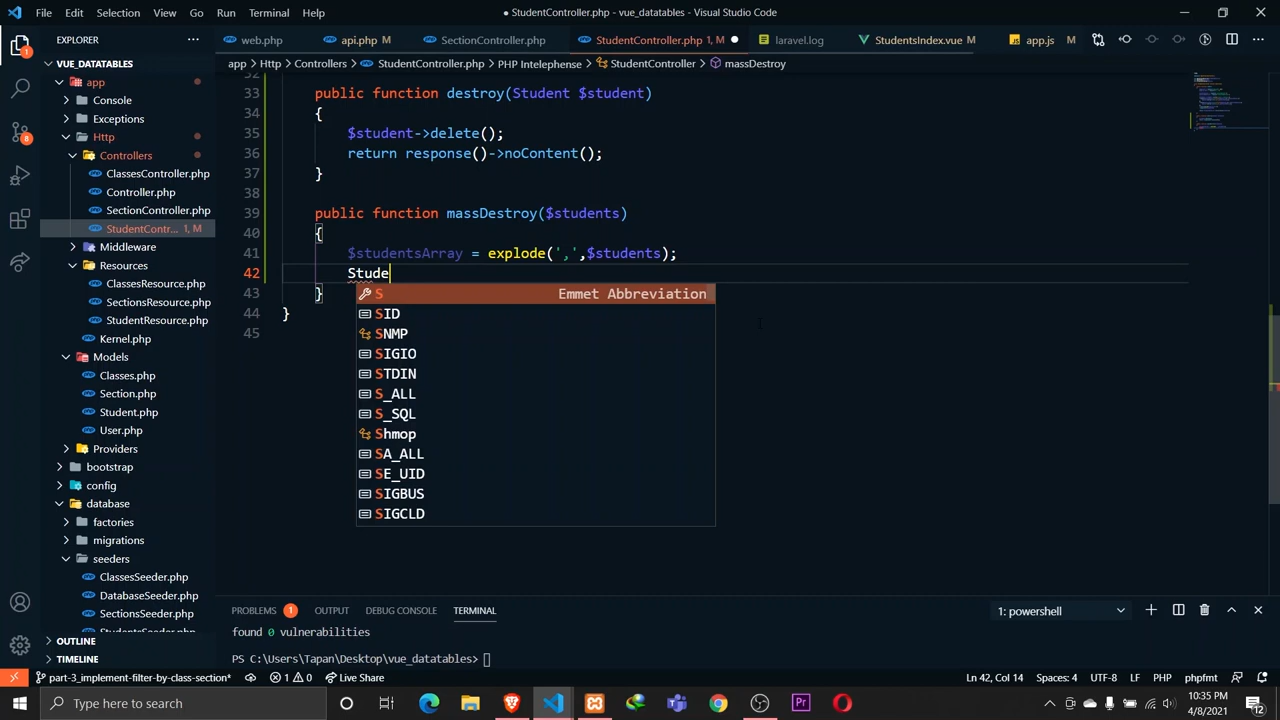 File Edit Selection View Go Run Terminal Help
● StudentController.php - vue_datatables - Visual Studio Code
EXPLORER ...
web.php
api.php M
SectionController.php
StudentController.php 1, M ●
laravel.log
StudentsIndex.vue M
app.js M
app > Http > Controllers > StudentController.php > PHP Intelephense > StudentController > massDestroy
VUE_DATATABLES
app
Console
Exceptions
Http
Controllers
ClassesController.php
Controller.php
SectionController.php
StudentContr... 1, M
Middleware
Resources
ClassesResource.php
SectionsResource.php
StudentResource.php
Kernel.php
Models
Classes.php
Section.php
Student.php
User.php
Providers
bootstrap
config
database
factories
migrations
seeders
ClassesSeeder.php
DatabaseSeeder.php
SectionsSeeder.php
StudentsSeeder.php
OUTLINE
TIMELINE
32
33 public function destroy(Student $student)
34 {
35 $student->delete();
36 return response()->noContent();
37 }
38
39 public function massDestroy($students)
40 {
41 $studentsArray = explode(',',$students);
42 Stude
43 }
44 }
45
S Emmet Abbreviation
SID
SNMP
SIGIO
STDIN
S_ALL
S_SQL
Shmop
SA_ALL
SE_UID
SIGBUS
SIGCLD
PROBLEMS 1 OUTPUT DEBUG CONSOLE TERMINAL
1: powershell
found 0 vulnerabilities
PS C:\Users\Tapan\Desktop\vue_datatables>
part-3_implement-filter-by-class-section* 1 0 Live Share
Ln 42, Col 14 Spaces: 4 UTF-8 LF PHP phpfmt
Type here to search
10:35 PM
4/8/2021
12